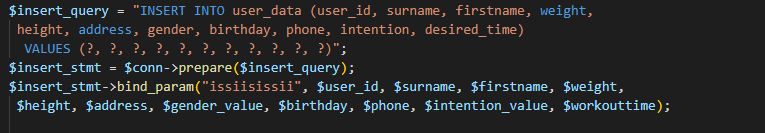 $insert_query = "INSERT INTO user_data (user_id, surname, firstname, weight,
height, address, gender, birthday, phone, intention, desired_time)
VALUES (?, ?, ?, ?, ?, ?, ?, ?, ?, ?, ?)";
$insert_stmt = $conn->prepare($insert_query);
$insert_stmt->bind_param("issiisissii", $user_id, $surname, $firstname, $weight,
$height, $address, $gender_value, $birthday, $phone, $intention_value, $workouttime);